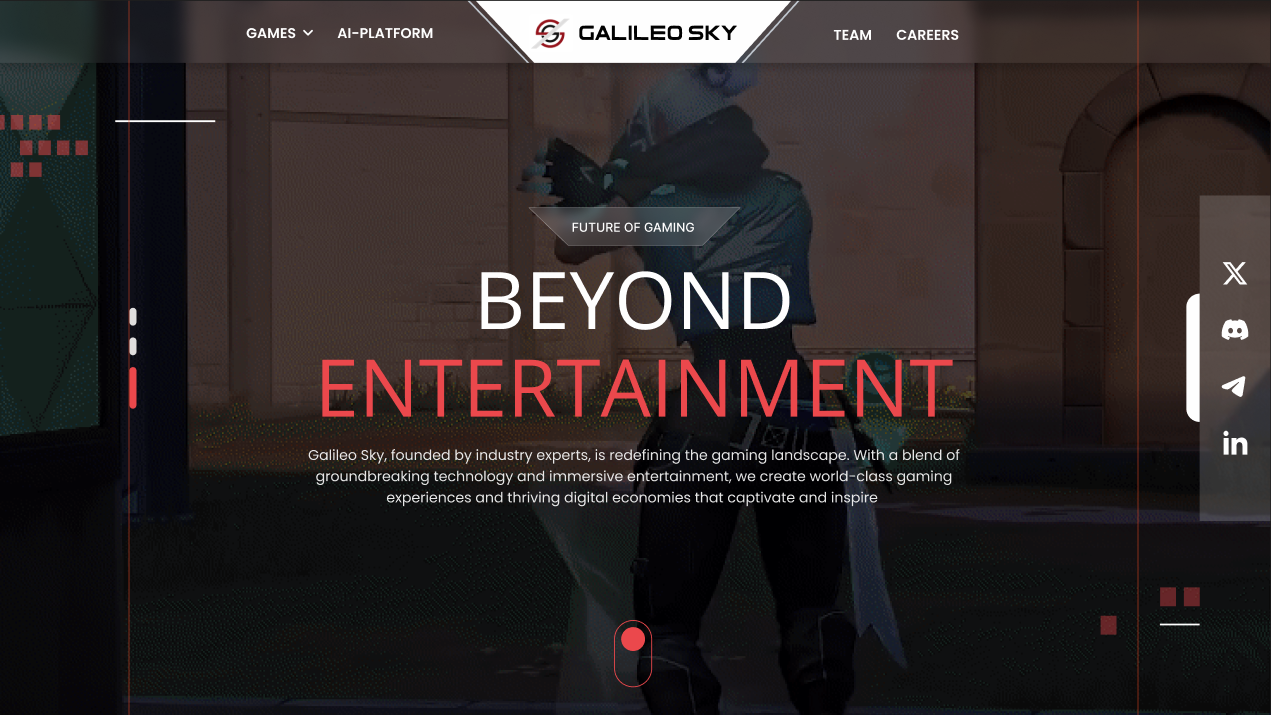 GAMES
AI-PLATFORM
GALILEO SKY
TEAM
CAREERS
FUTURE OF GAMING
BEYOND
ENTERTAINMENT
Galileo Sky, founded by industry experts, is redefining the gaming landscape. With a blend of
groundbreaking technology and immersive entertainment, we create world-class gaming
experiences and thriving digital economies that captivate and inspire